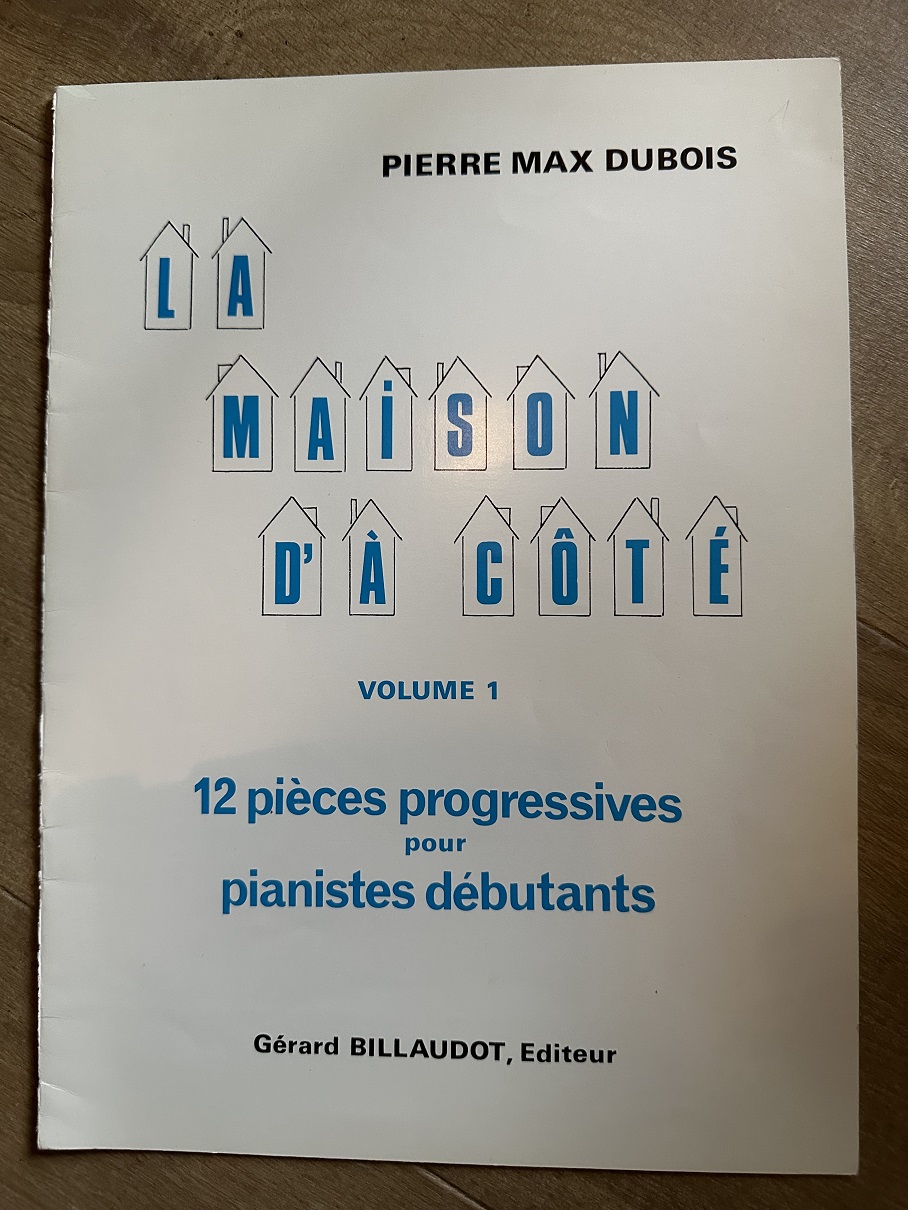 PIERRE MAX DUBOIS
LA
MAiSON
D'À CÔTÉ
VOLUME 1
12 pièces progressives
pour
pianistes débutants
Gérard BILLAUDOT, Editeur